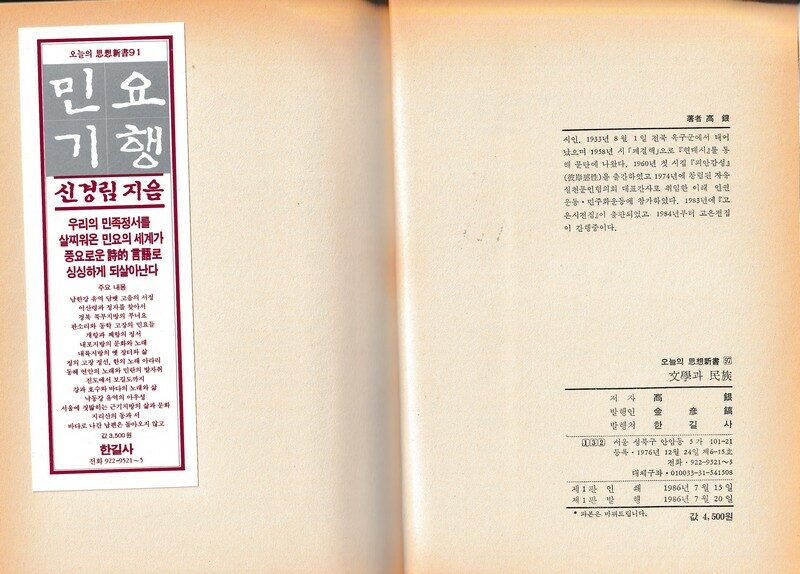 오늘의 思想新書91
민요
기행
신경림 지음
우리의 민족정서를
살찌워온 민요의 세계가
풍요로운 詩的 言語로
싱싱하게 되살아난다
주요 내용
남한강 유역 담뱃 고을의 서정
이산령과 정자를 찾아서
경북 북부지방의 부녀요
판소리와 동학 고장의 민요들
개항과 제항의 정서
내포지방의 문화와 노래
내륙지방의 옛 장터와 삶
정의 고장 정선, 한의 노래 아라리
동해 연안의 노래와 민란의 발자취
진도에서 보길도까지
강과 호수와 바다의 노래와 삶
낙동강 유역의 아우성
서울에 짓밟히는 근기지방의 삶과 문화
지리산의 동과 서
바다로 나간 남편은 돌아오지 않고
값 3,500원
한길사
전화 922-9521~5
著者 高 銀
시인. 1933년 8월 1일 전북 옥구군에서 태어
났으며 1958년 시 『폐결핵』으로 『현대시』를 통
해 문단에 나왔다. 1960년 첫 시집 『피안감성』
(彼岸感性)을 출간하였고 1974년에 창립된 자유
실천문인협의회 대표간사로 취임한 이래 인권
운동·민주화운동에 참가하였다. 1983년에 『고
은시전집』이 출판되었고 1984년부터 고은전집
이 간행중이다.
오늘의 思想新書 97
文學과 民族
저 자 高 銀
발행인 金 彦 鎬
발행처 한 길 사
132 서울 성북구 안암동 5가 101-21
등록·1976년 12월 24일 제6-15호
전화·922-9521~5
대체구좌·010033-31-541508
제1판 인 쇄 1986년 7월 15일
제1판 발 행 1986년 7월 20일
* 파본은 바꿔드립니다. 값 4,500원